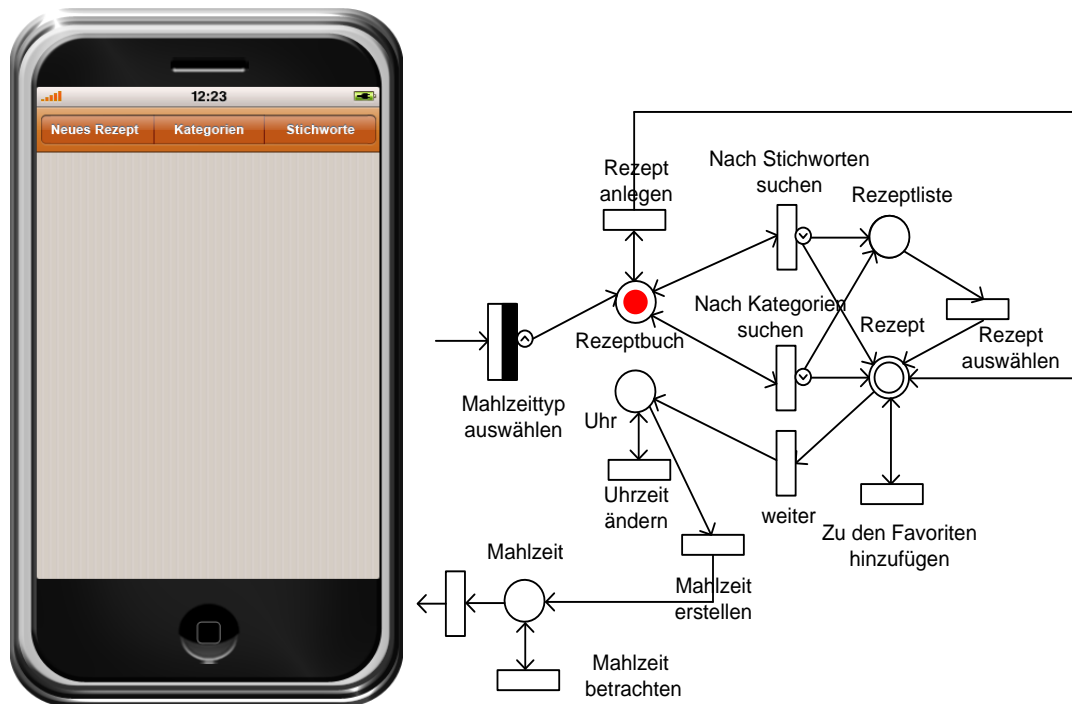 12:23
Neues Rezept Kategorien Stichworte
Rezept
anlegen
Nach Stichworten
suchen
Rezeptliste
Nach Kategorien
suchen
Rezept
Rezept
auswählen
Rezeptbuch
Mahlzeittyp
auswählen
Uhr
Uhrzeit
ändern
weiter
Zu den Favoriten
hinzufügen
Mahlzeit
Mahlzeit
erstellen
Mahlzeit
betrachten